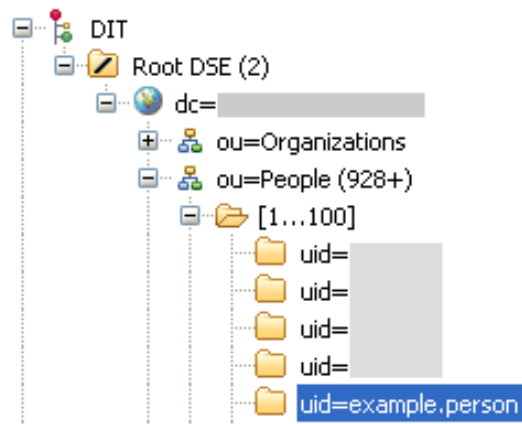 DIT
Root DSE (2)
dc=
ou=Organizations
ou=People (928+)
[1...100]
uid=
uid=
uid=
uid=
uid=example.person